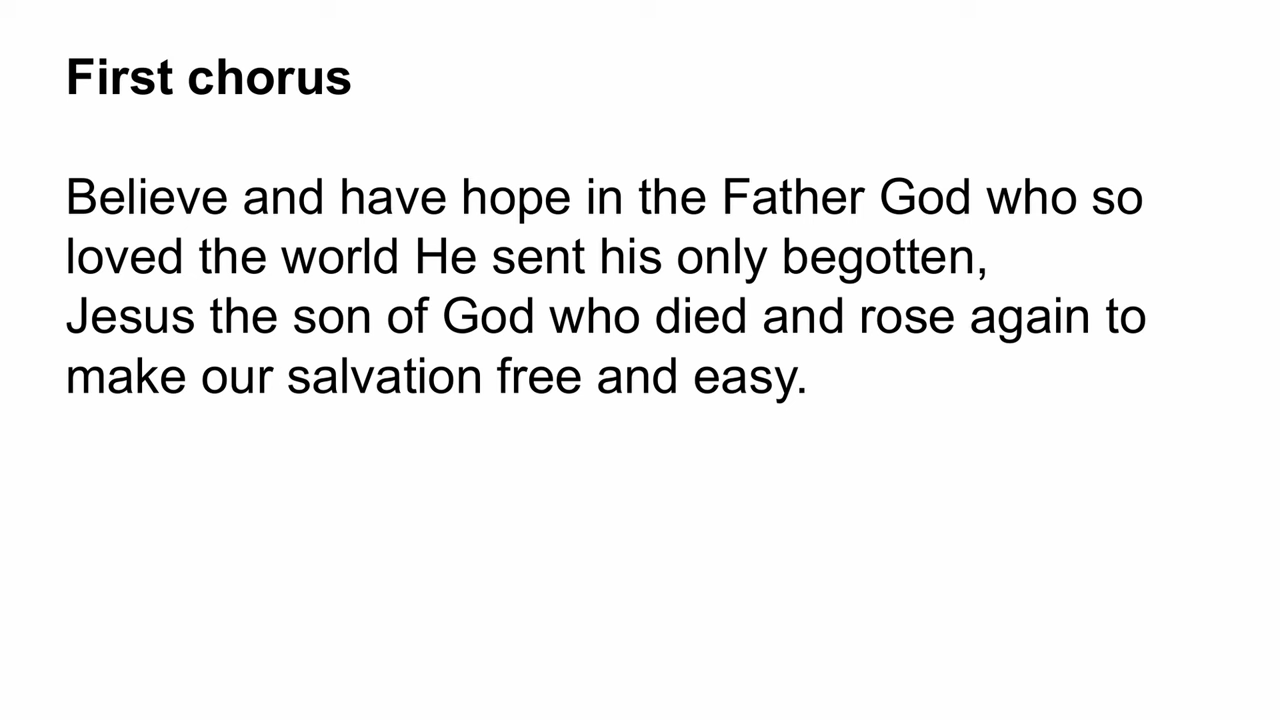 First chorus
Believe and have hope in the Father God who so
loved the world He sent his only begotten,
Jesus the son of God who died and rose again to
make our salvation free and easy.